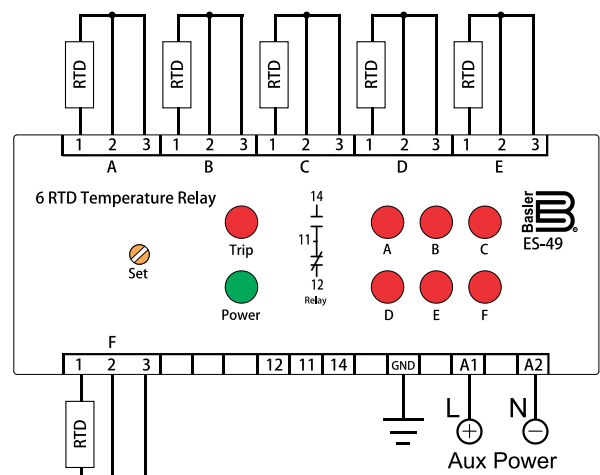 RTD RTD RTD RTD RTD
1 2 3 1 2 3 1 2 3 1 2 3 1 2 3
A B C D E
6 RTD Temperature Relay
14
Basler
B
®
ES-49
Trip
11
A B C
Set
12
Relay
Power
D E F
F
1 2 3 12 11 14 GND A1 A2
RTD
L N
+ −
Aux Power